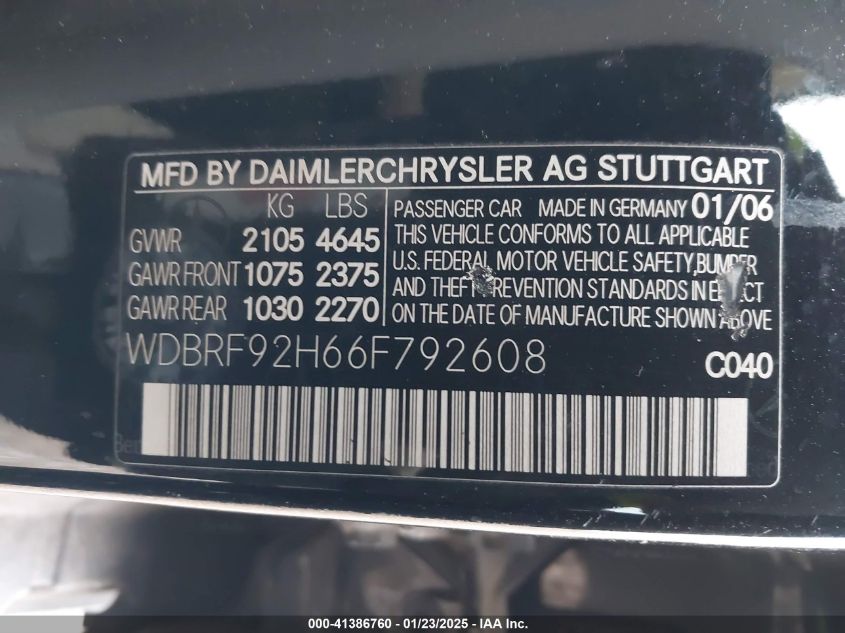 MFD BY DAIMLERCHRYSLER AG STUTTGART
KG LBS
GVWR 2105 4645
GAWR FRONT 1075 2375
GAWR REAR 1030 2270
PASSENGER CAR MADE IN GERMANY 01/06
THIS VEHICLE CONFORMS TO ALL APPLICABLE
U.S. FEDERAL MOTOR VEHICLE SAFETY, BUMPER
AND THEFT PREVENTION STANDARDS IN EFFECT
ON THE DATE OF MANUFACTURE SHOWN ABOVE
WDBRF92H66F792608 C040
000-41386760 - 01/23/2025 - IAA Inc.